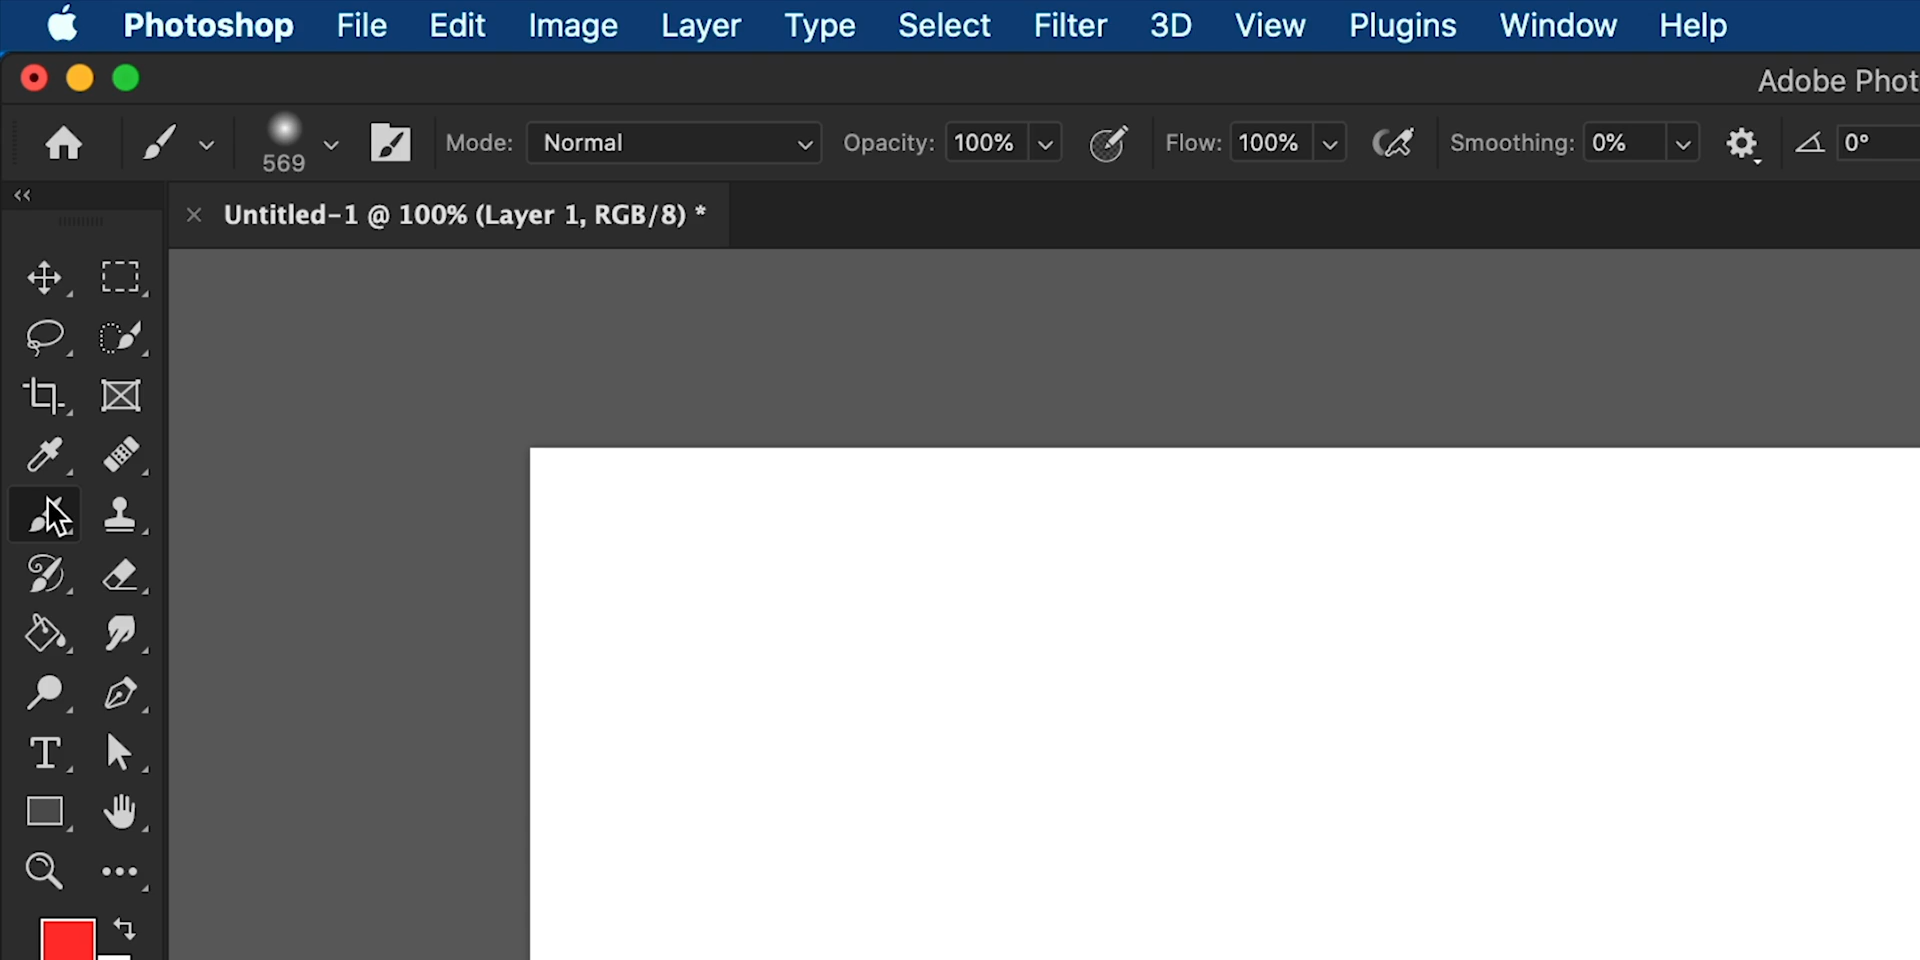 Photoshop File Edit Image Layer Type Select Filter 3D View Plugins Window Help
Adobe Phot
569 Mode: Normal Opacity: 100% Flow: 100% Smoothing: 0% 0°
Untitled-1 @ 100% (Layer 1, RGB/8) *